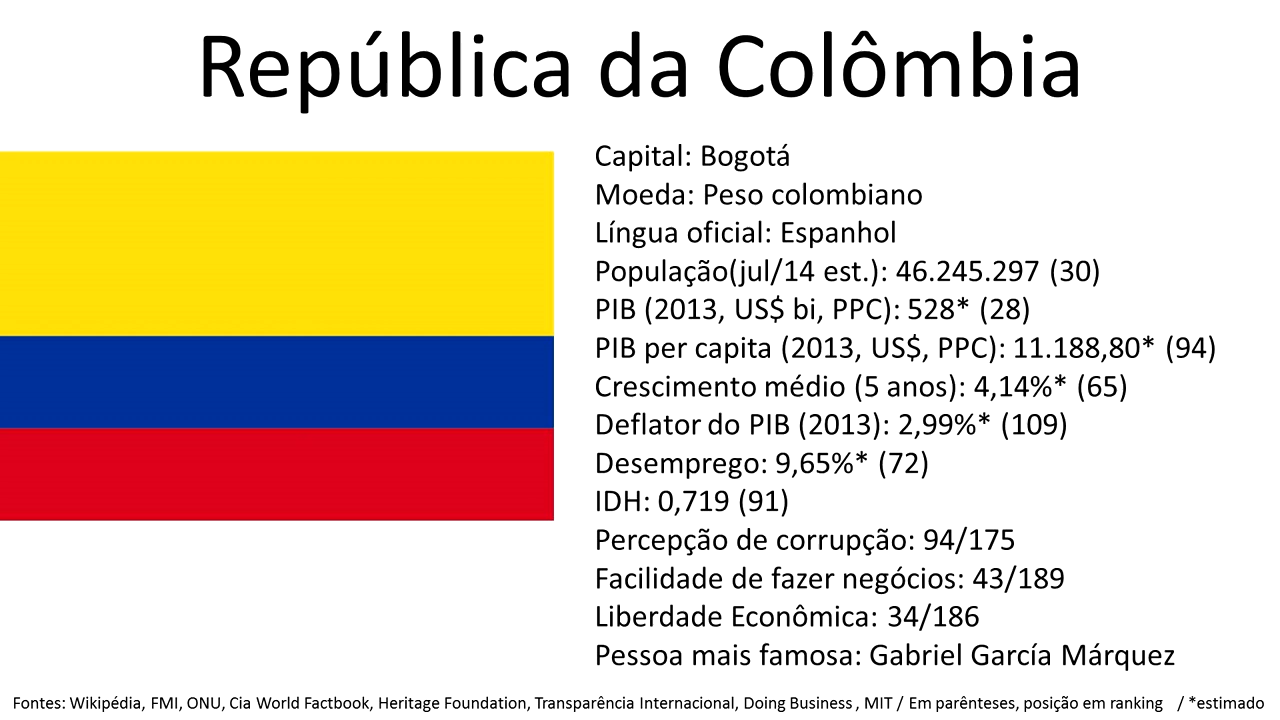 República da Colômbia
Capital: Bogotá
Moeda: Peso colombiano
Língua oficial: Espanhol
População(jul/14 est.): 46.245.297 (30)
PIB (2013, US$ bi, PPC): 528* (28)
PIB per capita (2013, US$, PPC): 11.188,80* (94)
Crescimento médio (5 anos): 4,14%* (65)
Deflator do PIB (2013): 2,99%* (109)
Desemprego: 9,65%* (72)
IDH: 0,719 (91)
Percepção de corrupção: 94/175
Facilidade de fazer negócios: 43/189
Liberdade Econômica: 34/186
Pessoa mais famosa: Gabriel García Márquez
Fontes: Wikipédia, FMI, ONU, Cia World Factbook, Heritage Foundation, Transparência Internacional, Doing Business , MIT / Em parênteses, posição em ranking / *estimado